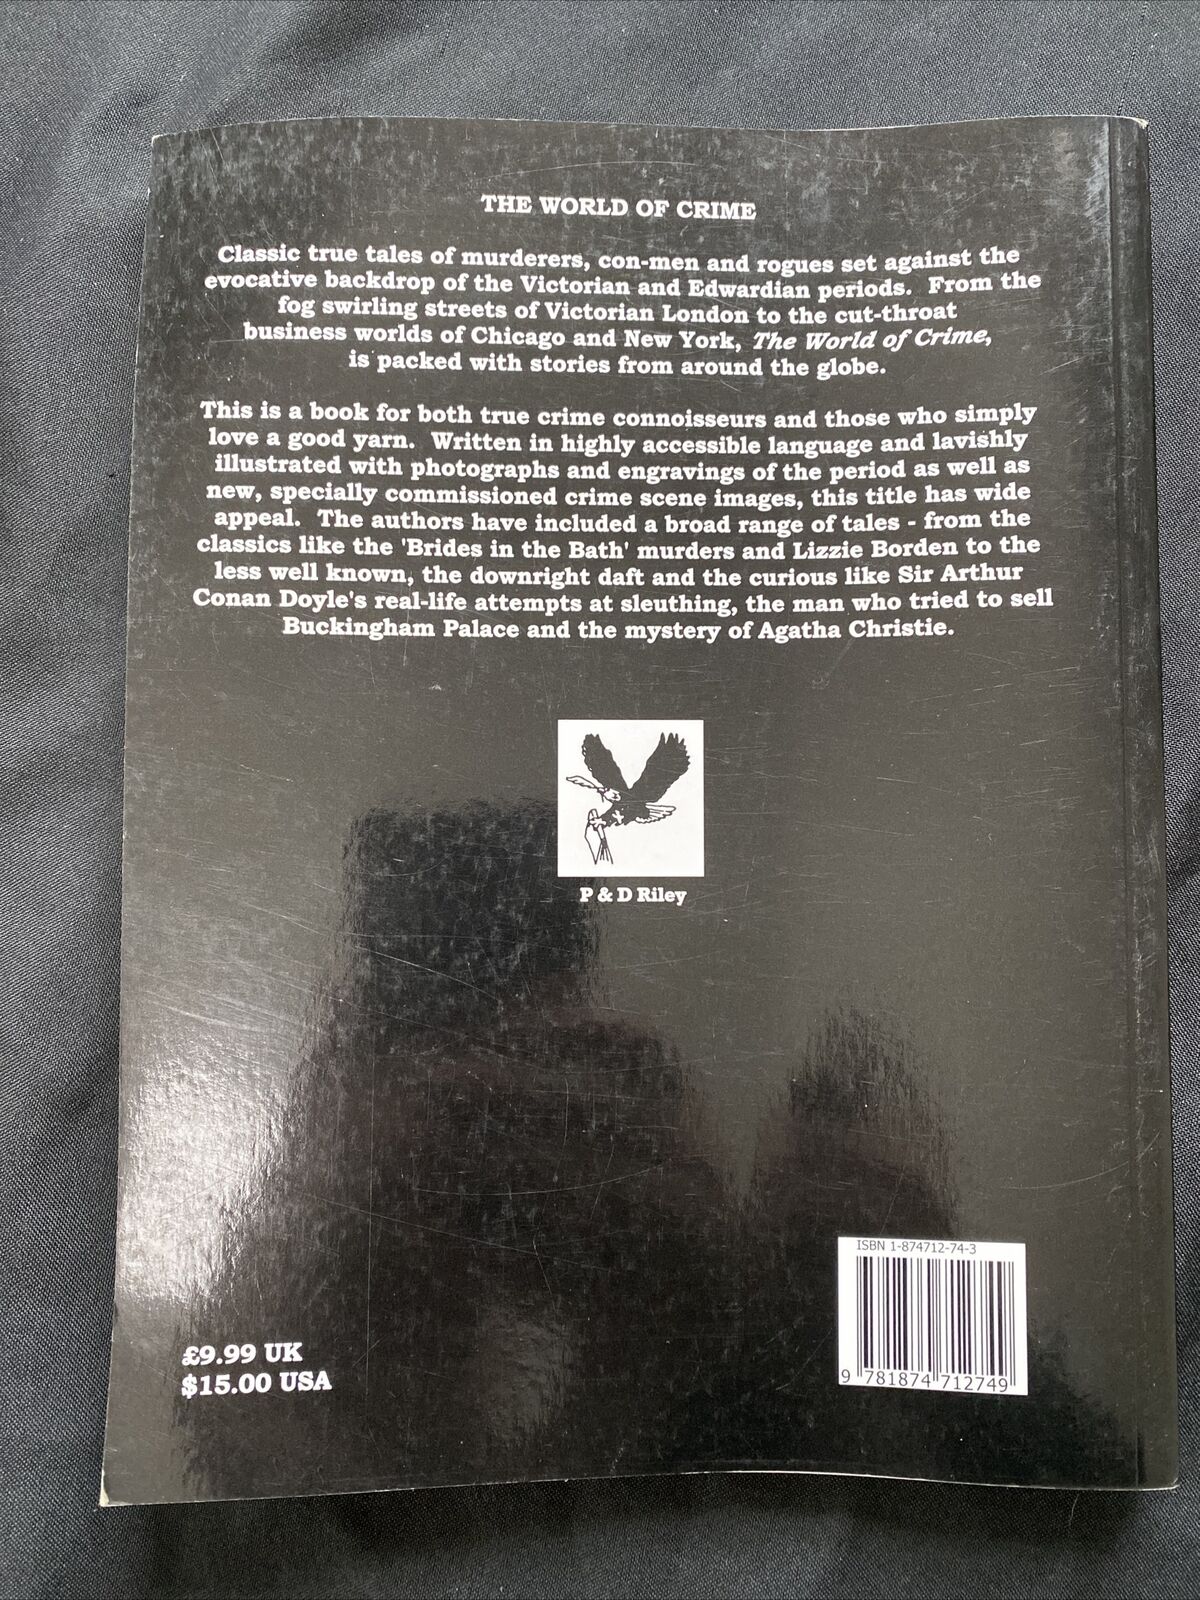 THE WORLD OF CRIME
Classic true tales of murderers, con-men and rogues set against the
evocative backdrop of the Victorian and Edwardian periods. From the
fog swirling streets of Victorian London to the cut-throat
business worlds of Chicago and New York, The World of Crime,
is packed with stories from around the globe.
This is a book for both true crime connoisseurs and those who simply
love a good yarn. Written in highly accessible language and lavishly
illustrated with photographs and engravings of the period as well as
new, specially commissioned crime scene images, this title has wide
appeal. The authors have included a broad range of tales - from the
classics like the 'Brides in the Bath' murders and Lizzie Borden to the
less well known, the downright daft and the curious like Sir Arthur
Conan Doyle's real-life attempts at sleuthing, the man who tried to sell
Buckingham Palace and the mystery of Agatha Christie.
P & D Riley
ISBN 1-874712-74-3
9 781874 712749
£9.99 UK
$15.00 USA